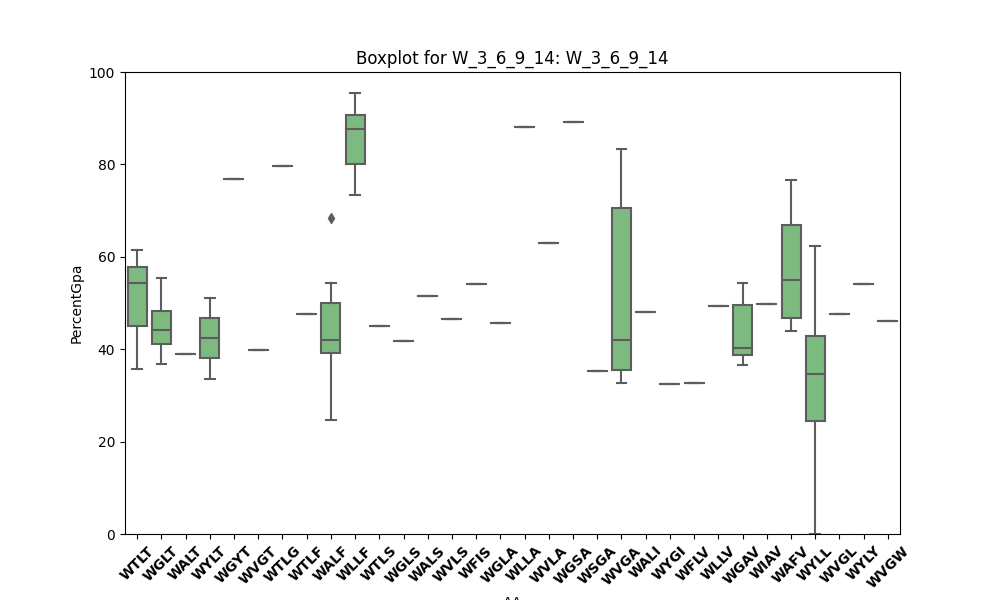 Boxplot for W_3_6_9_14: W_3_6_9_14
100
80
60
40
20
0
PercentGpa
WTLT
WGLT
WALT
WYLT
WGYT
WVGT
WTLG
WTLF
WALF
WLLF
WTLS
WGLS
WALS
WVLS
WFIS
WGLA
WLLA
WVLA
WGSA
WSGA
WVGA
WALI
WYGI
WFLV
WLLV
WGAV
WIAV
WAFV
WYLL
WVGL
WYLY
WVGW